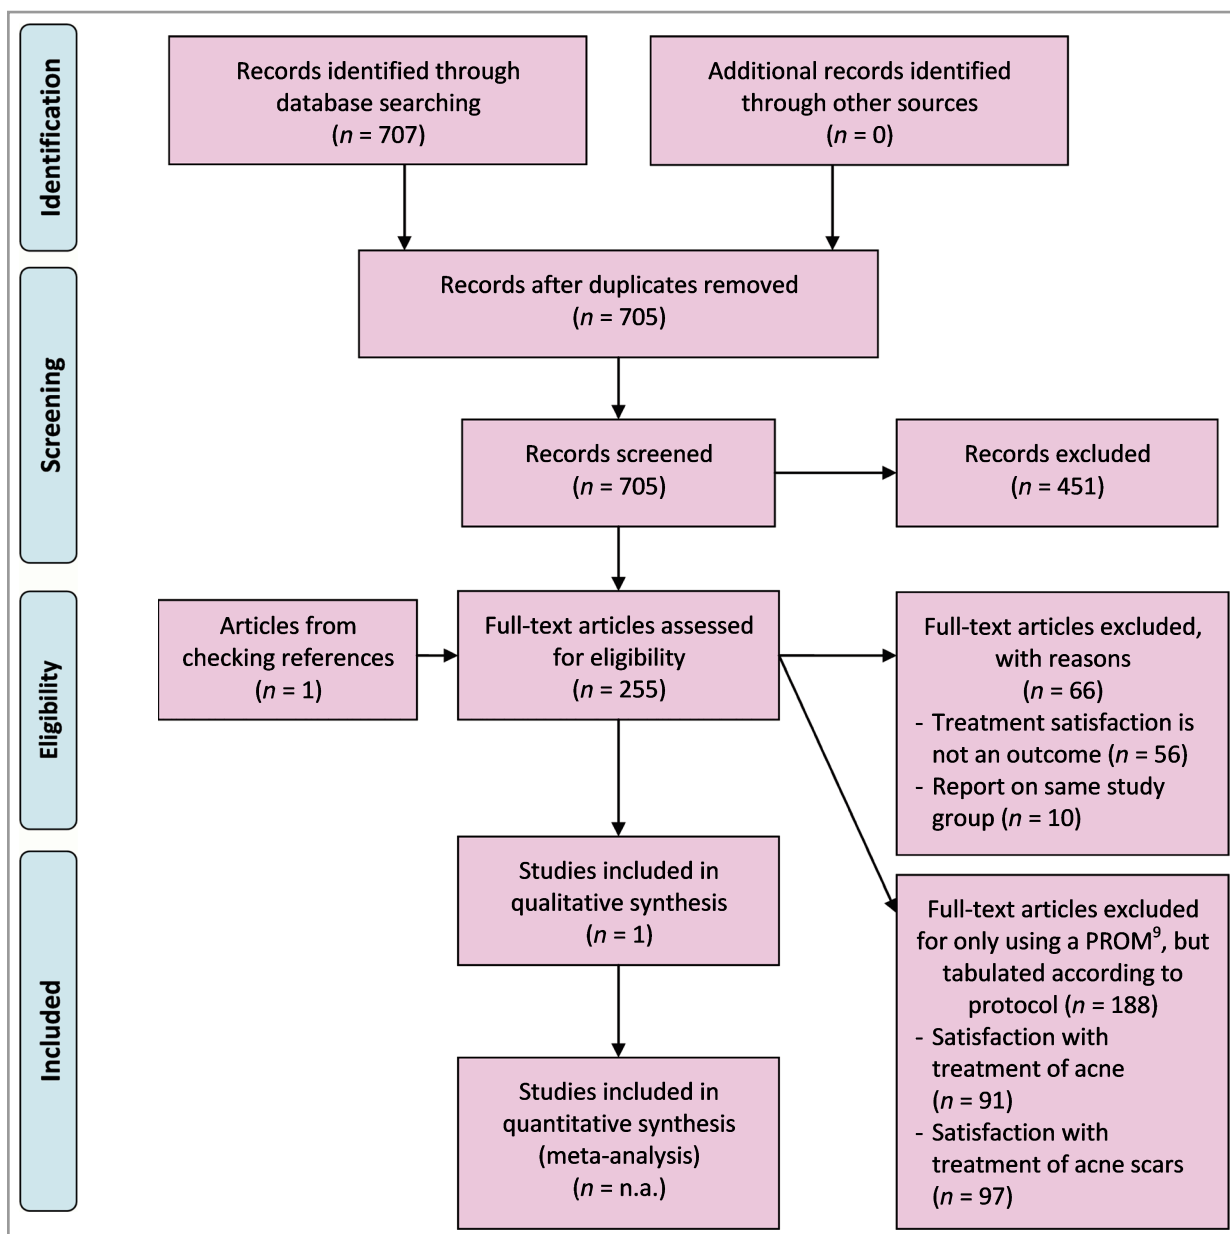 Identification
Records identified through
database searching
(n = 707)
Additional records identified
through other sources
(n = 0)
Records after duplicates removed
(n = 705)
Screening
Records screened
(n = 705)
Records excluded
(n = 451)
Eligibility
Articles from
checking references
(n = 1)
Full-text articles assessed
for eligibility
(n = 255)
Full-text articles excluded,
with reasons
(n = 66)
- Treatment satisfaction is
not an outcome (n = 56)
- Report on same study
group (n = 10)
Included
Studies included in
qualitative synthesis
(n = 1)
Full-text articles excluded
for only using a PROM⁹, but
tabulated according to
protocol (n = 188)
- Satisfaction with
treatment of acne
(n = 91)
- Satisfaction with
treatment of acne scars
(n = 97)
Studies included in
quantitative synthesis
(meta-analysis)
(n = n.a.)